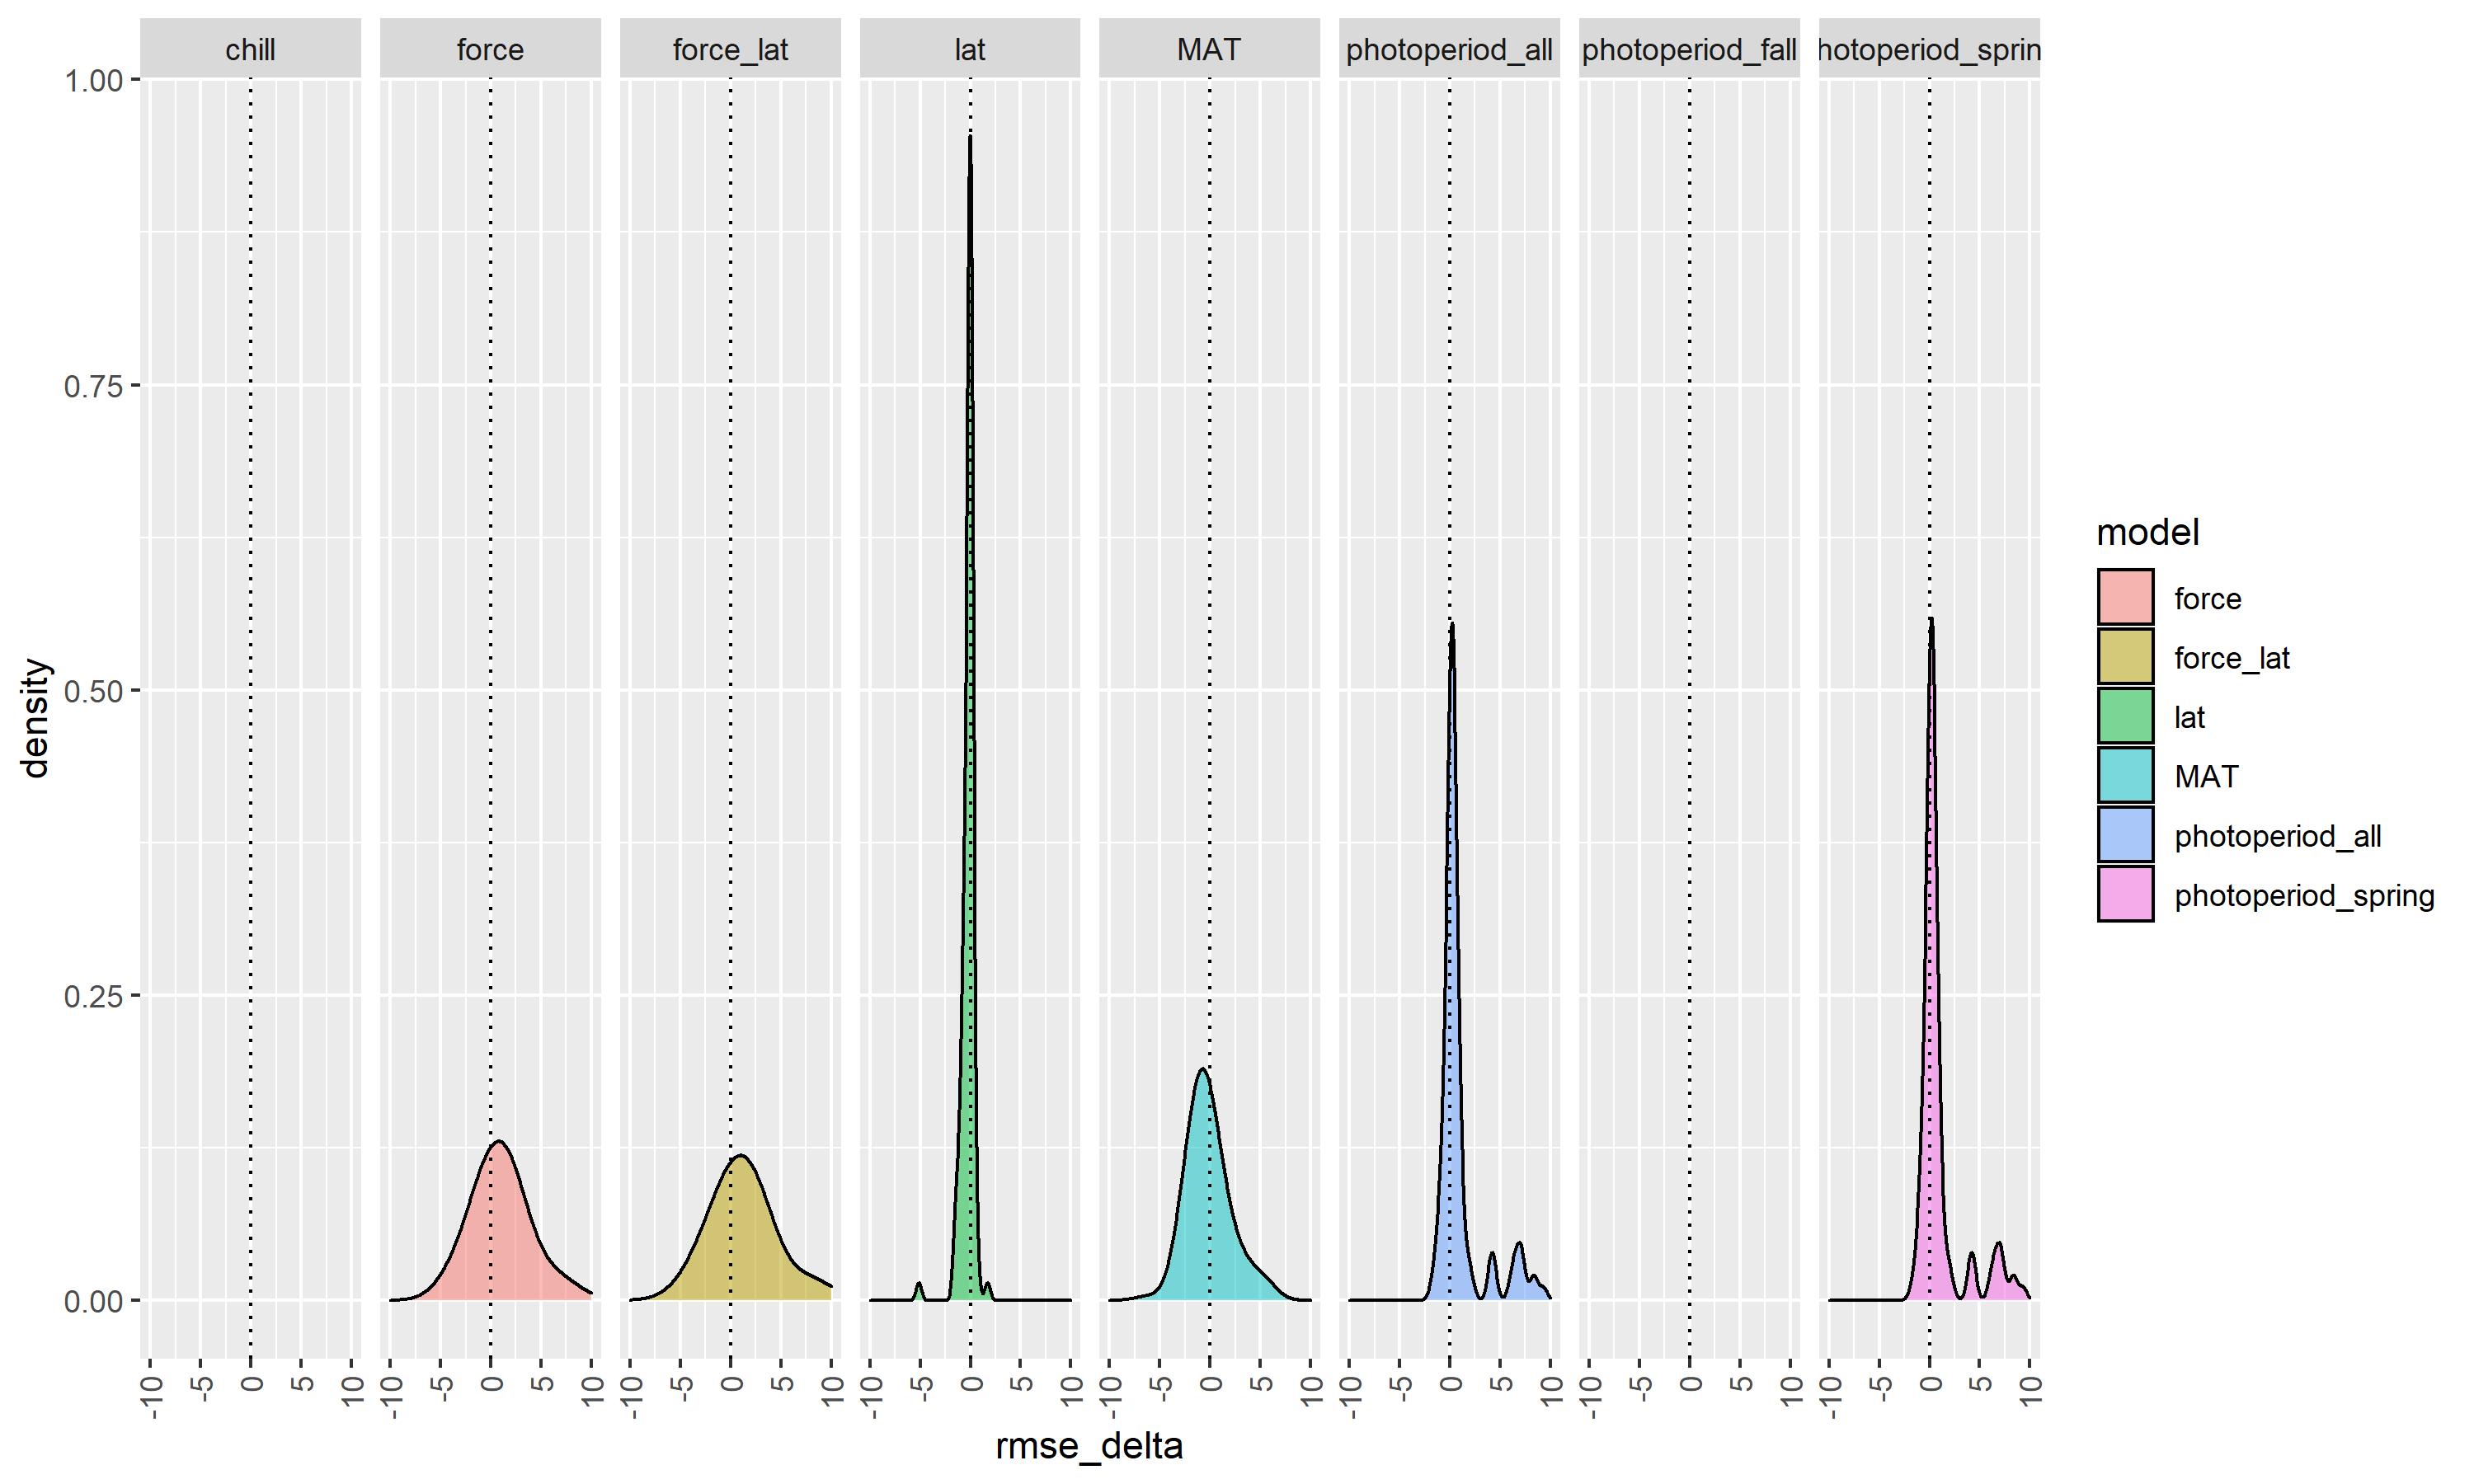 chill force force_lat lat MAT photoperiod_all photoperiod_fall hotoperiod_sprin
1.00
0.75
0.50
0.25
0.00
density
-10 -5 0 5 10 -10 -5 0 5 10 -10 -5 0 5 10 -10 -5 0 5 10 -10 -5 0 5 10 -10 -5 0 5 10 -10 -5 0 5 10 -10 -5 0 5 10
rmse_delta
model
force
force_lat
lat
MAT
photoperiod_all
photoperiod_spring